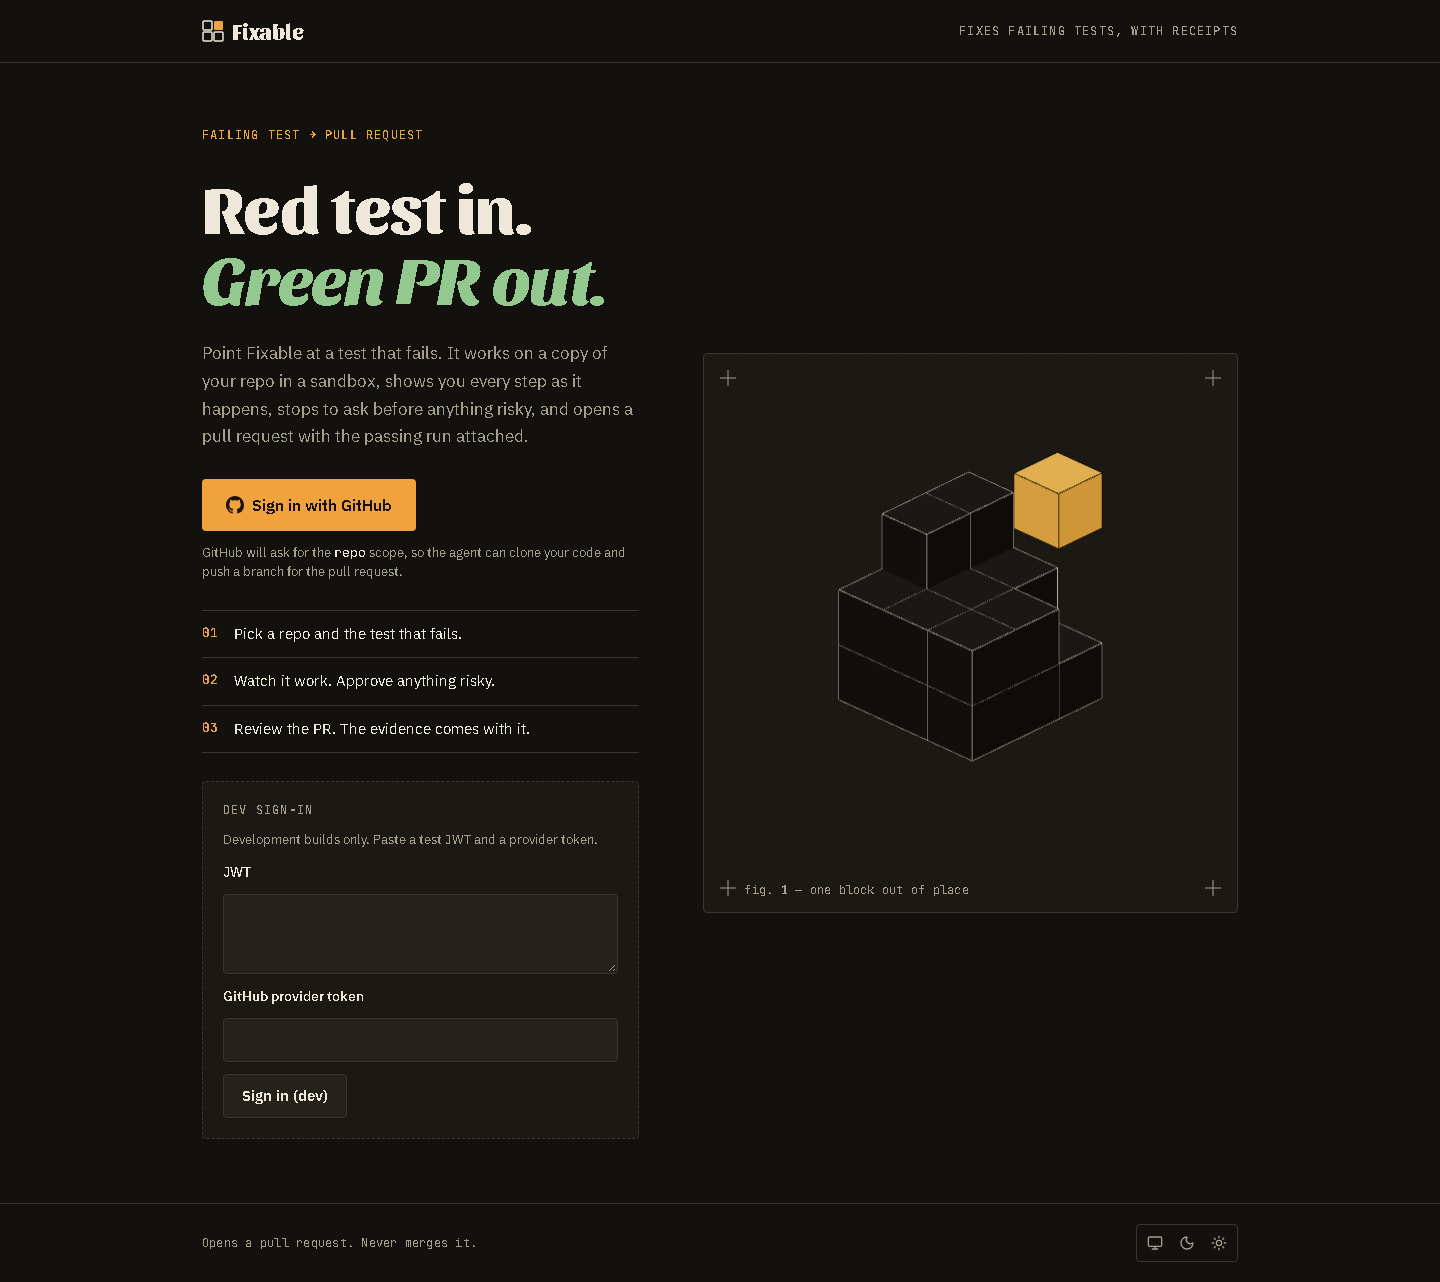 Fixable
FIXES FAILING TESTS, WITH RECEIPTS
FAILING TEST → PULL REQUEST
Red test in.
Green PR out.
Point Fixable at a test that fails. It works on a copy of
your repo in a sandbox, shows you every step as it
happens, stops to ask before anything risky, and opens a
pull request with the passing run attached.
Sign in with GitHub
GitHub will ask for the repo scope, so the agent can clone your code and
push a branch for the pull request.
01 Pick a repo and the test that fails.
02 Watch it work. Approve anything risky.
03 Review the PR. The evidence comes with it.
DEV SIGN-IN
Development builds only. Paste a test JWT and a provider token.
JWT
GitHub provider token
Sign in (dev)
fig. 1 — one block out of place
Opens a pull request. Never merges it.